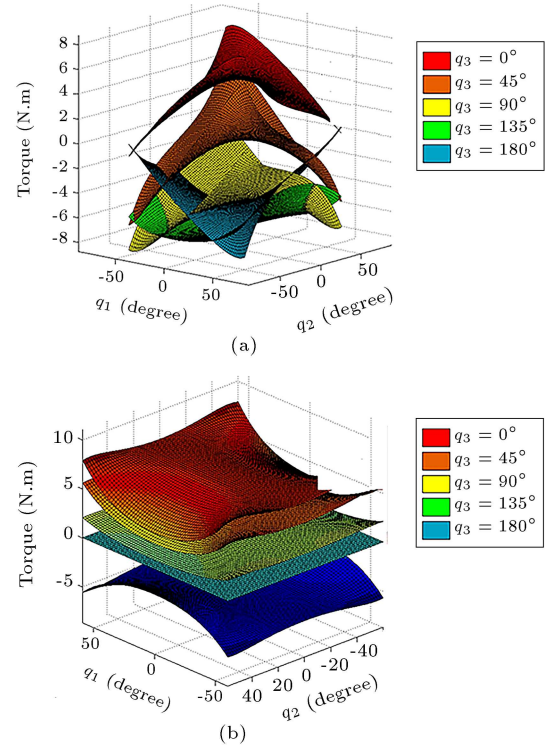 8
6
4
2
0
-2
-4
-6
-8
Torque (N.m)
-50
0
50
q₁ (degree)
-50
0
50
q₂ (degree)
q₃ = 0°
q₃ = 45°
q₃ = 90°
q₃ = 135°
q₃ = 180°
(a)
10
5
0
-5
Torque (N.m)
50
0
-50
q₁ (degree)
40
20
0
-20
-40
q₂ (degree)
q₃ = 0°
q₃ = 45°
q₃ = 90°
q₃ = 135°
q₃ = 180°
(b)